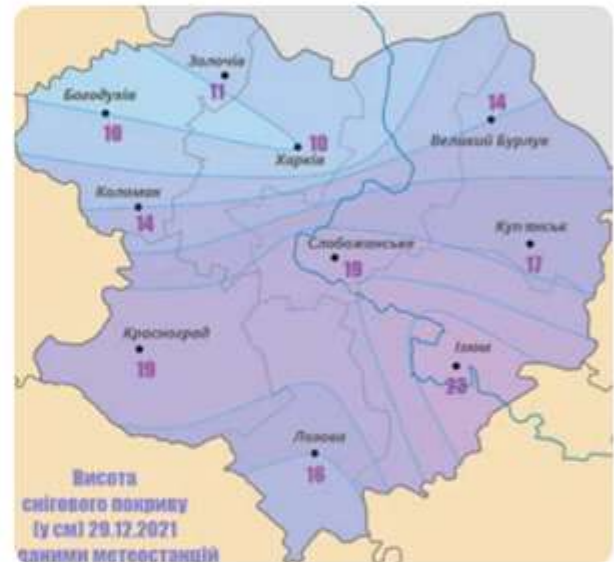 Золочів
11
Богодухів
10
14
Великий Бурлук
10
Харків
Коломак
14
Слобожанське
19
Куп'янськ
17
Красноград
19
Ізюм
23
Лозова
16
Висота
снігового покриву
(у см) 29.12.2021
даними метеостанцій